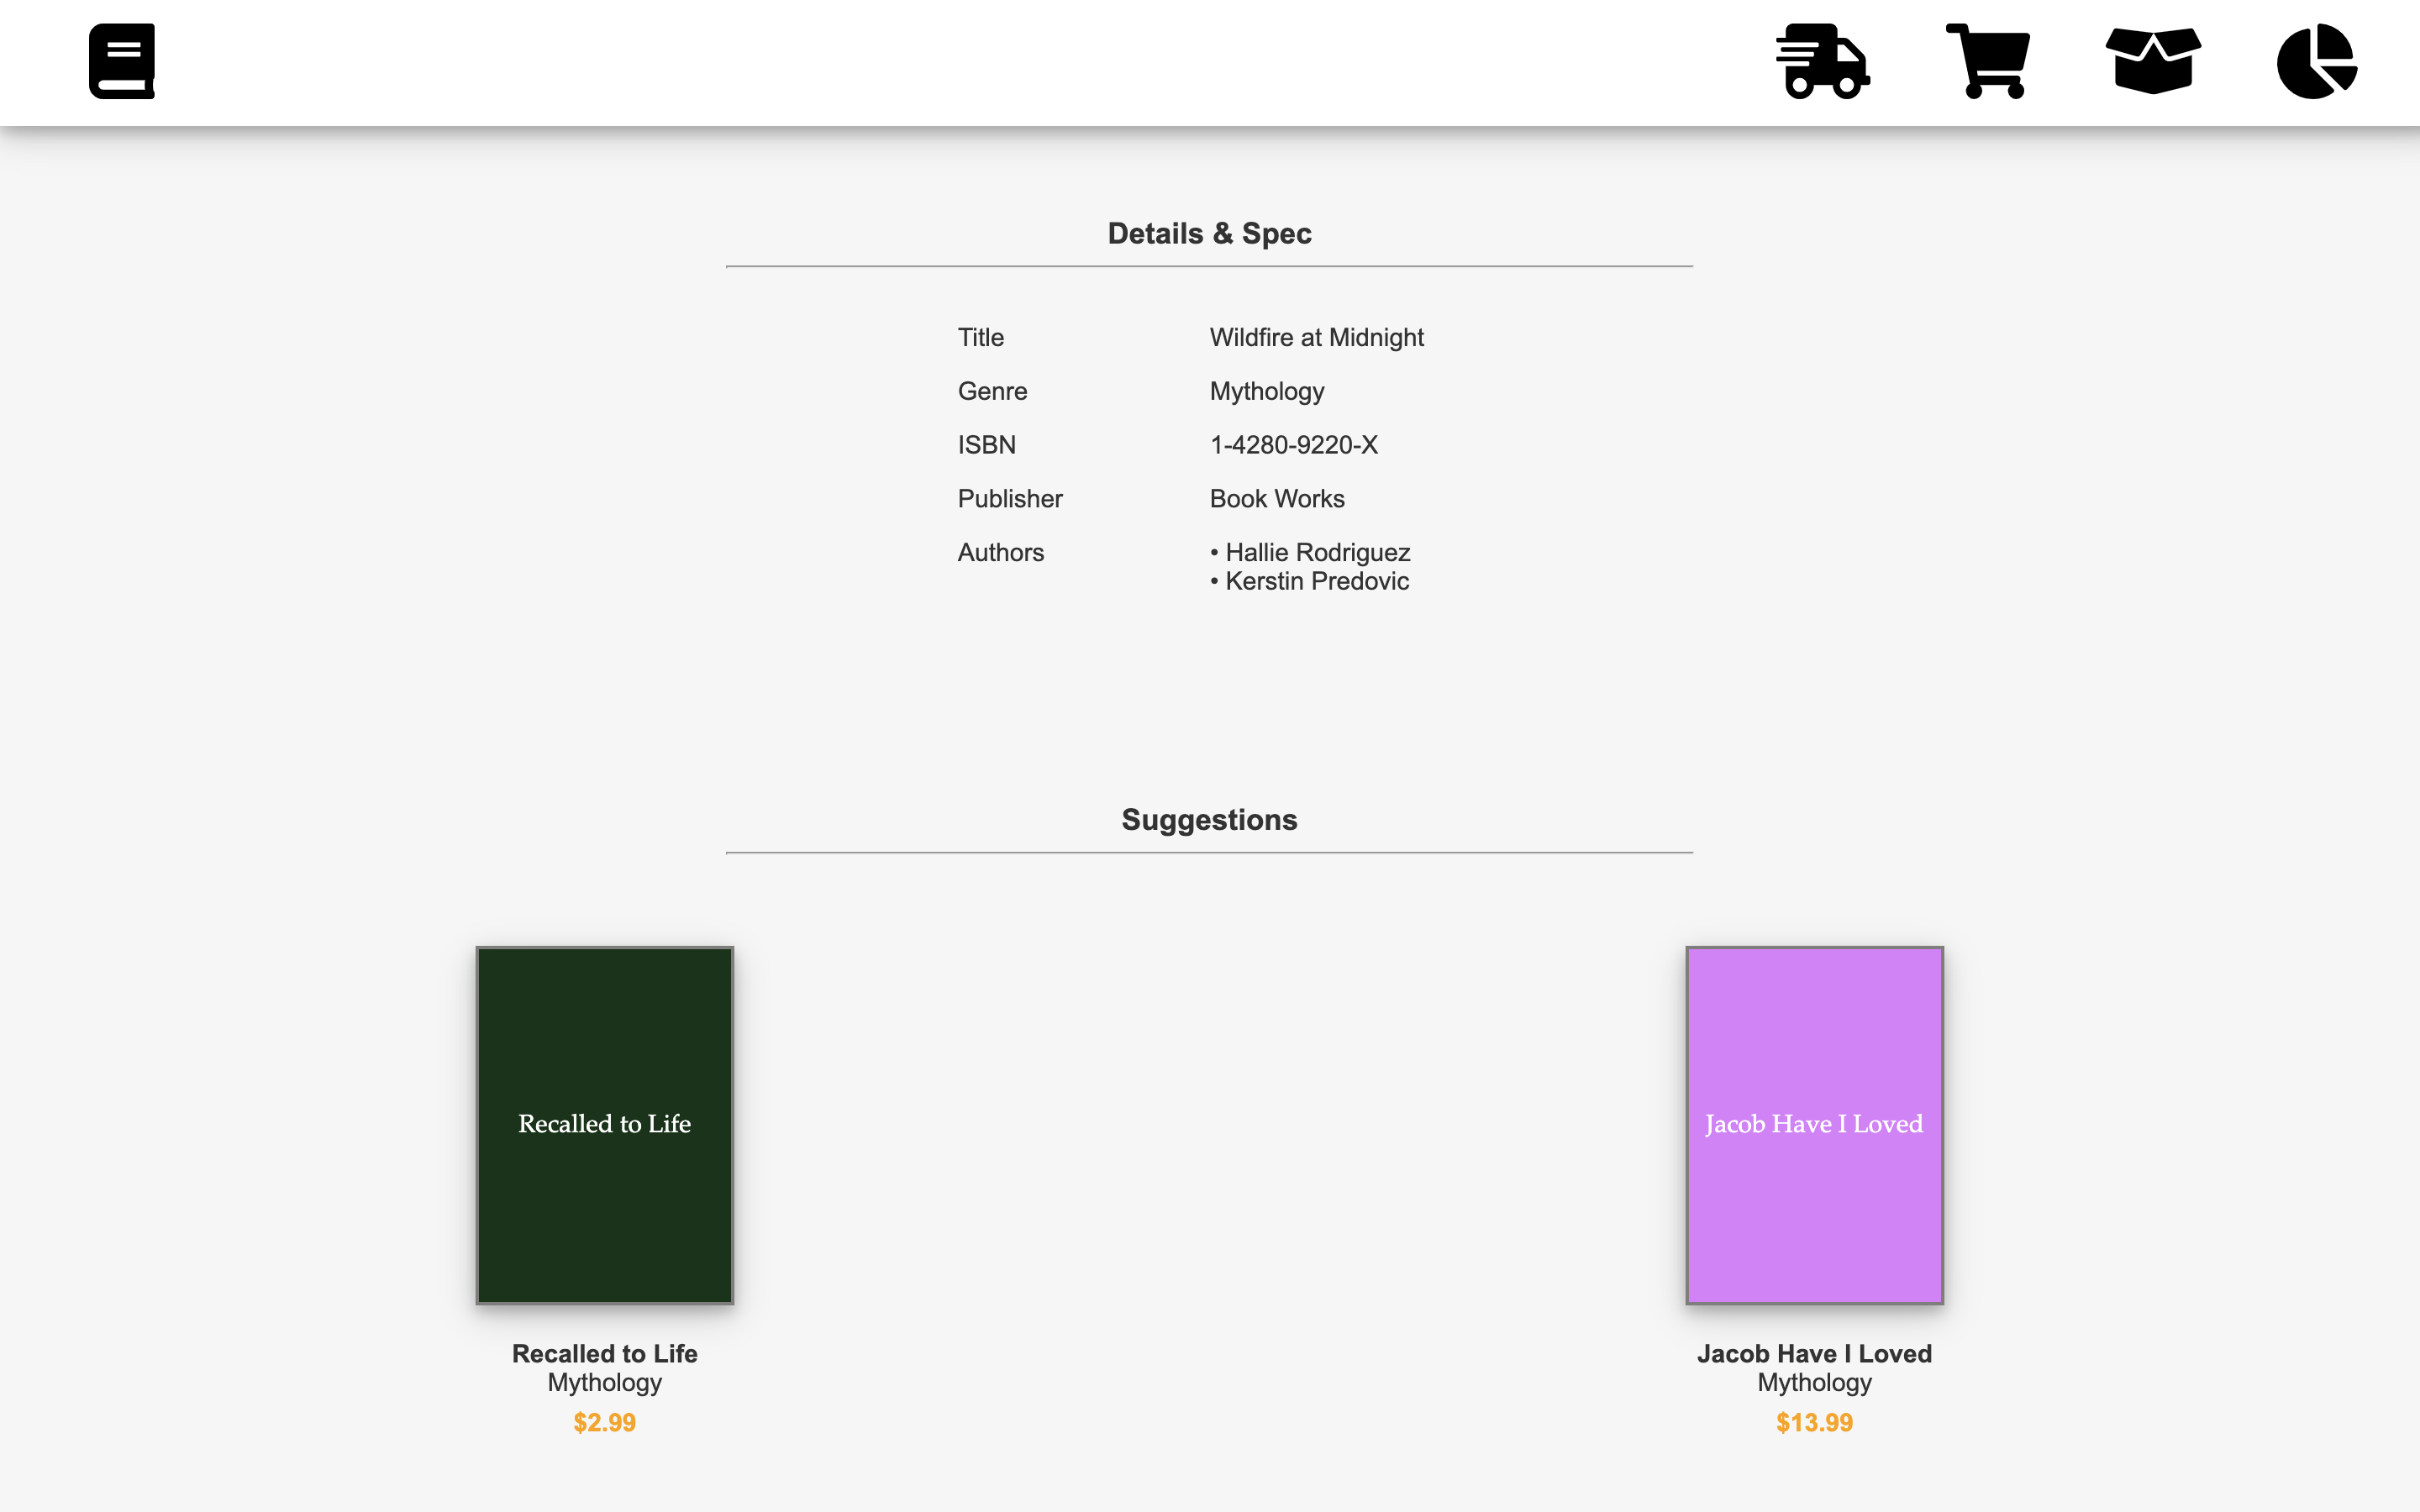 Details & Spec
Title Wildfire at Midnight
Genre Mythology
ISBN 1-4280-9220-X
Publisher Book Works
Authors • Hallie Rodriguez
• Kerstin Predovic
Suggestions
Recalled to Life
Recalled to Life
Mythology
$2.99
Jacob Have I Loved
Jacob Have I Loved
Mythology
$13.99